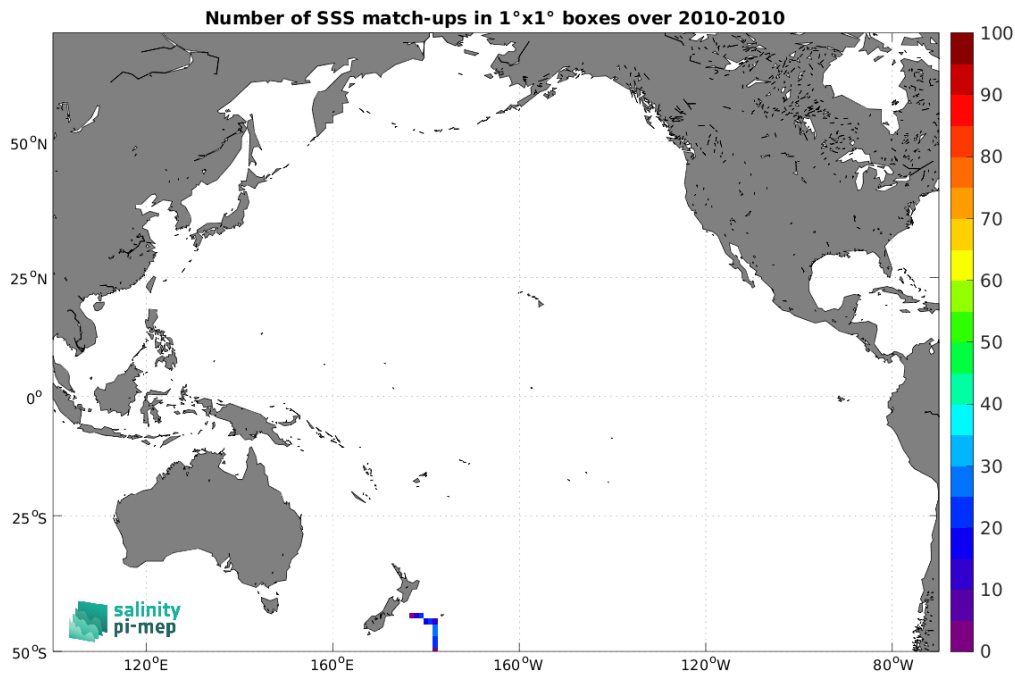 Number of SSS match-ups in 1°x1° boxes over 2010-2010
100
90
80
70
60
50
40
30
20
10
0
50°N
25°N
0°
25°S
50°S
120°E
160°E
160°W
120°W
80°W
salinity
pi-mep